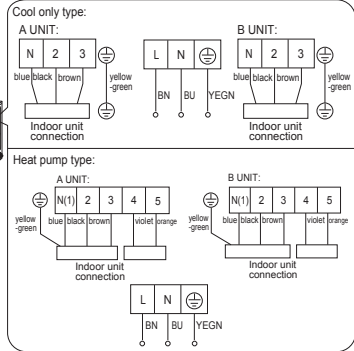 Cool only type:
A UNIT:
N 2 3
blue black brown
yellow
-green
Indoor unit
connection
L N
BN BU YEGN
B UNIT:
N 2 3
blue black brown
yellow
-green
Indoor unit
connection
Heat pump type:
A UNIT:
N(1) 2 3 4 5
yellow
-green
blue black brown violet orange
Indoor unit
connection
B UNIT:
N(1) 2 3 4 5
yellow
-green
blue black brown violet orange
Indoor unit
connection
L N
BN BU YEGN